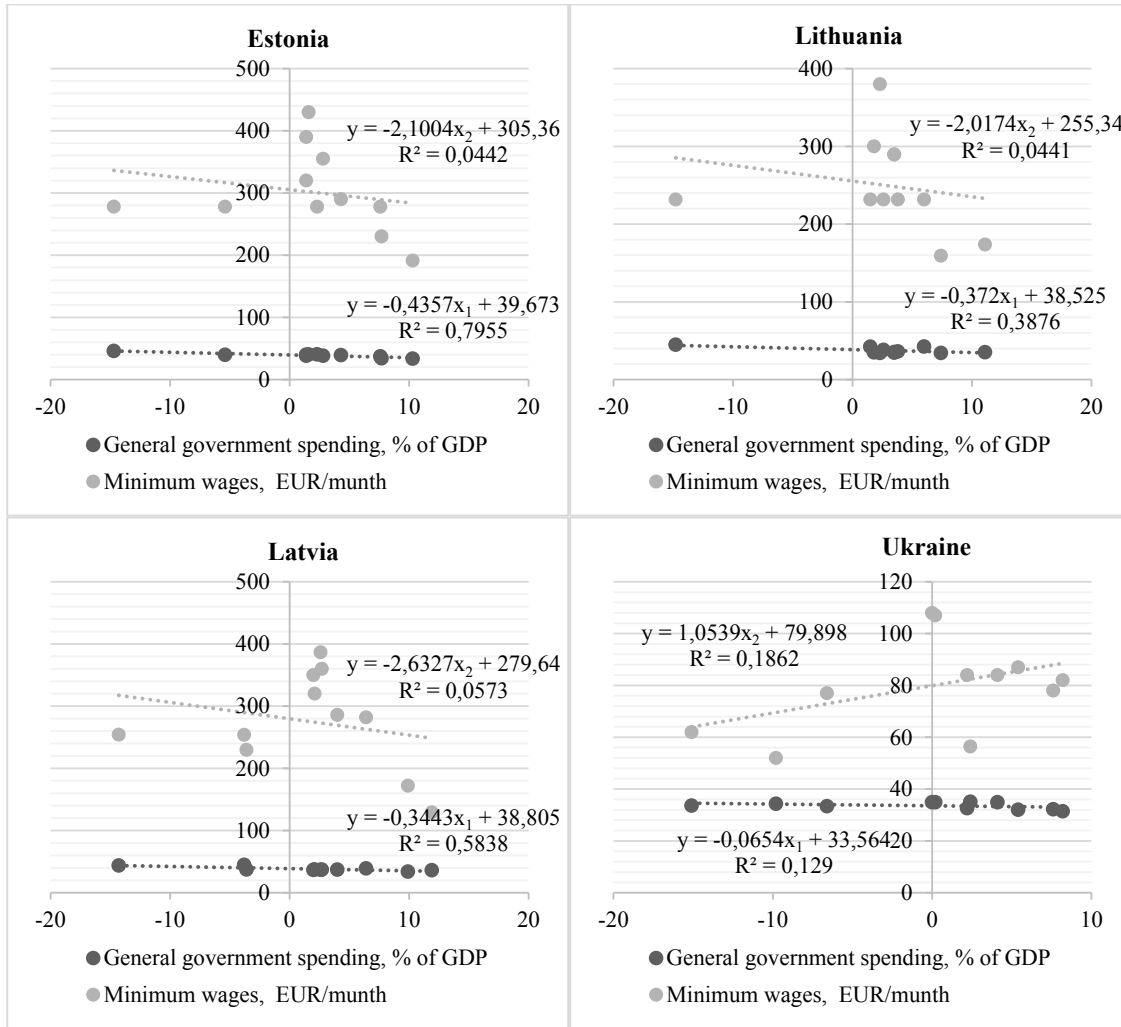 Estonia
500
400
300
200
100
0
-20
-10
0
10
20
y = -2,1004x₂ + 305,36
R² = 0,0442
y = -0,4357x₁ + 39,673
R² = 0,7955
General government spending, % of GDP
Minimum wages, EUR/munth
Lithuania
400
300
200
100
0
-20
-10
0
10
20
y = -2,0174x₂ + 255,34
R² = 0,0441
y = -0,372x₁ + 38,525
R² = 0,3876
General government spending, % of GDP
Minimum wages, EUR/munth
Latvia
500
400
300
200
100
0
-20
-10
0
10
20
y = -2,6327x₂ + 279,64
R² = 0,0573
y = -0,3443x₁ + 38,805
R² = 0,5838
General government spending, % of GDP
Minimum wages, EUR/munth
Ukraine
120
100
80
60
40
20
0
-20
-10
0
10
y = 1,0539x₂ + 79,898
R² = 0,1862
y = -0,0654x₁ + 33,564
R² = 0,129
General government spending, % of GDP
Minimum wages, EUR/munth